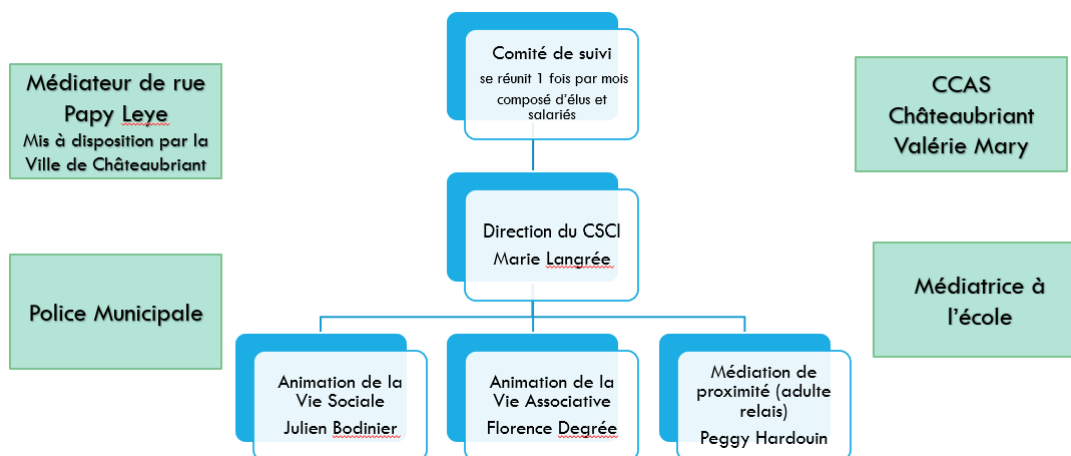 Comité de suivi
se réunit 1 fois par mois
composé d'élus et
salariés
Médiateur de rue
Papy Leye
Mis à disposition par la
Ville de Châteaubriant
CCAS
Châteaubriant
Valérie Mary
Direction du CSCI
Marie Langrée
Police Municipale
Médiatrice à
l'école
Animation de la
Vie Sociale
Julien Bodinier
Animation de la
Vie Associative
Florence Degrée
Médiation de
proximité (adulte
relais)
Peggy Hardouin